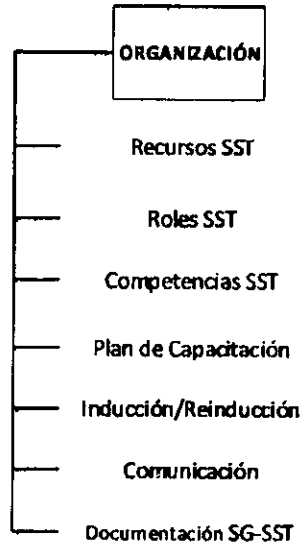 ORGANIZACIÓN
Recursos SST
Roles SST
Competencias SST
Plan de Capacitación
Inducción/Reinducción
Comunicación
Documentación SG-SST